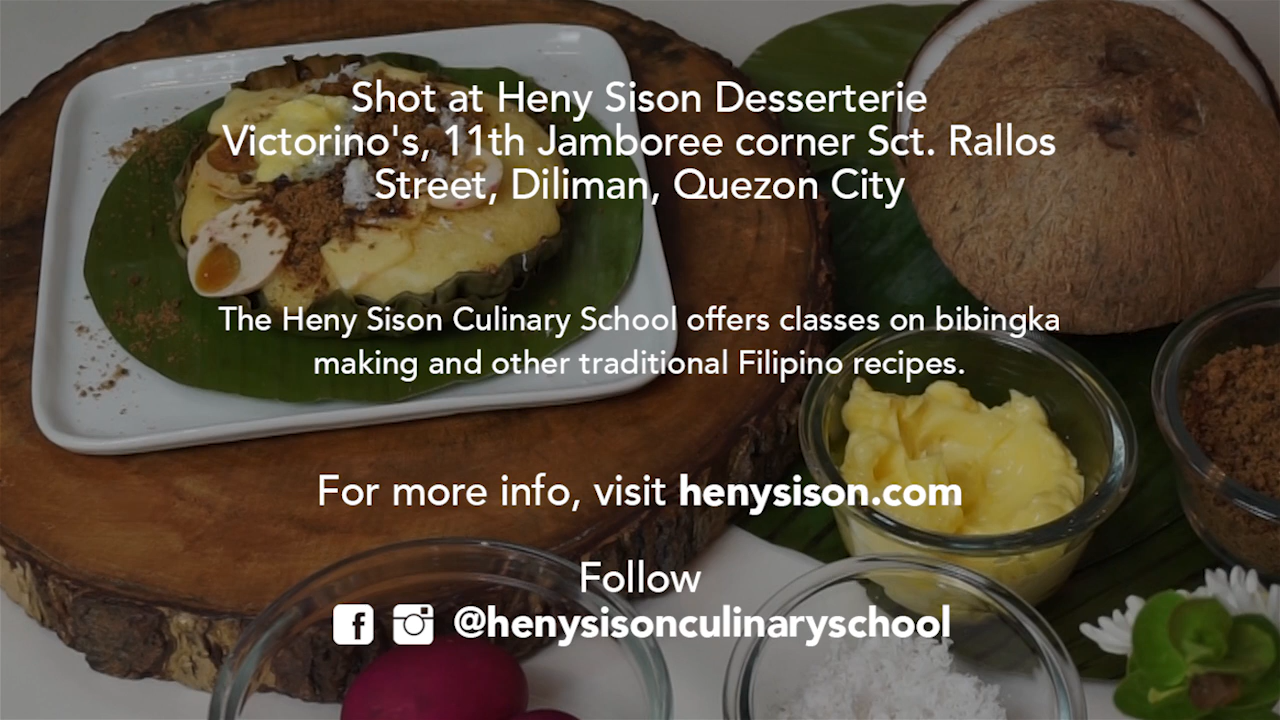 Shot at Heny Sison Desserterie
Victorino's, 11th Jamboree corner Sct. Rallos
Street, Diliman, Quezon City
The Heny Sison Culinary School offers classes on bibingka
making and other traditional Filipino recipes.
For more info, visit henysison.com
Follow
@henysisonculinaryschool